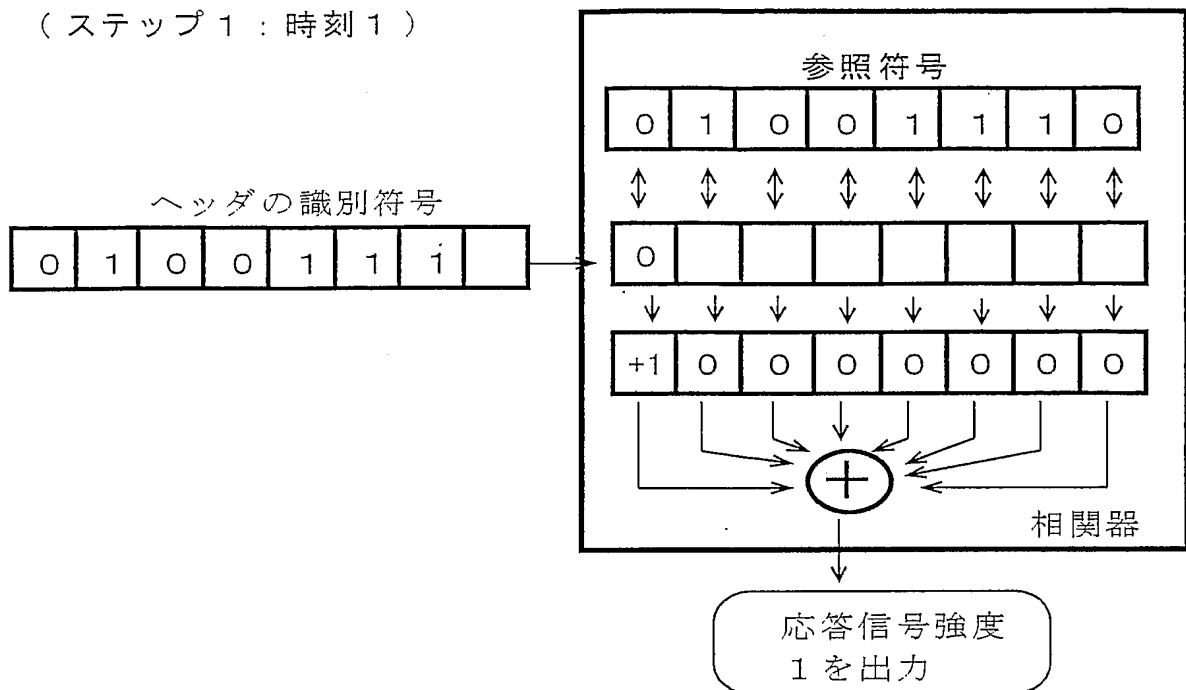 （ステップ１：時刻１）
参照符号
0 1 0 0 1 1 1 0
ヘッダの識別符号
0 1 0 0 1 1 1
0
+1 0 0 0 0 0 0 0
+
相関器
応答信号強度
１を出力